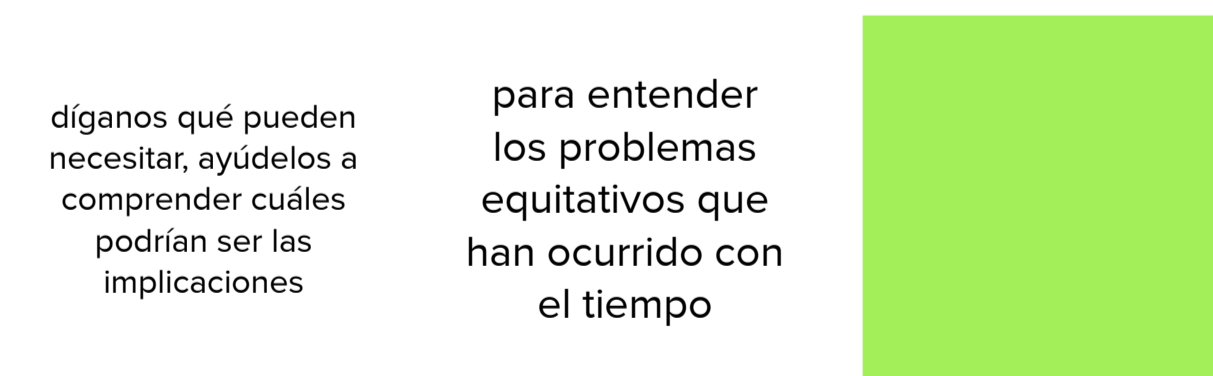 díganos qué pueden
necesitar, ayúdelos a
comprender cuáles
podrían ser las
implicaciones
para entender
los problemas
equitativos que
han ocurrido con
el tiempo